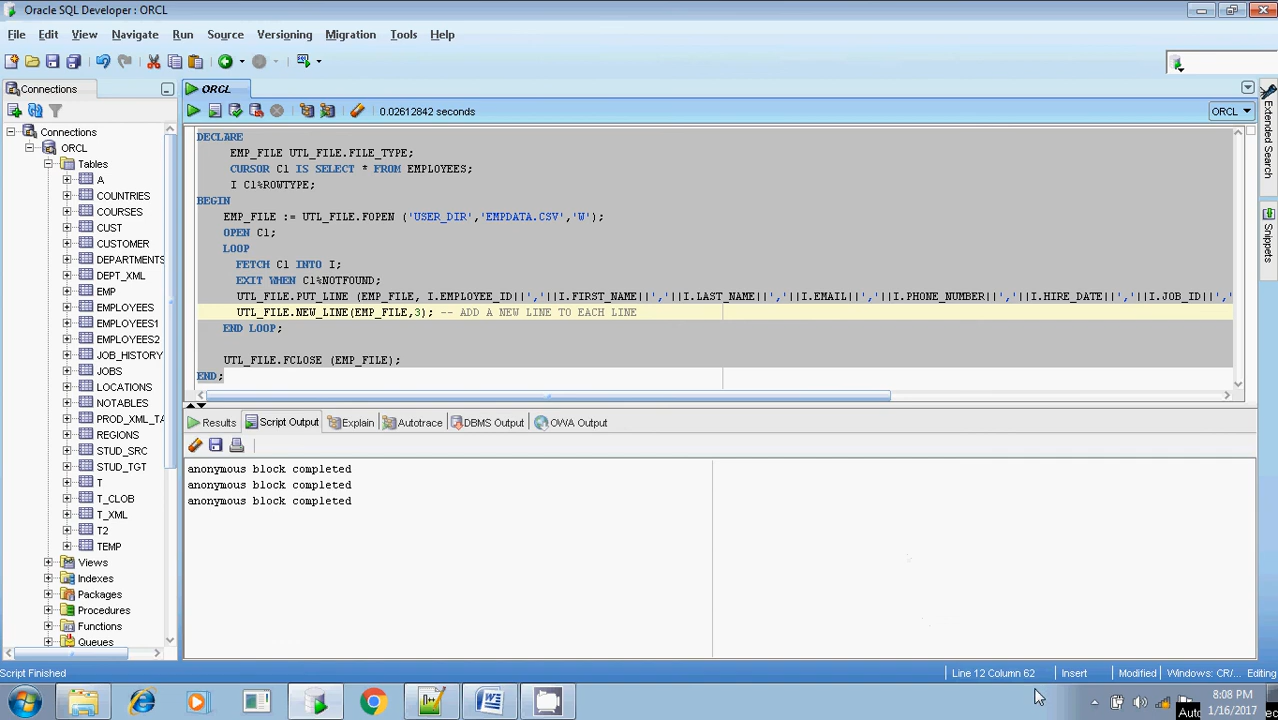 Oracle SQL Developer : ORCL
File Edit View Navigate Run Source Versioning Migration Tools Help
Connections
ORCL
0.02612842 seconds
ORCL
Connections
ORCL
Tables
A
COUNTRIES
COURSES
CUST
CUSTOMER
DEPARTMENTS
DEPT_XML
EMP
EMPLOYEES
EMPLOYEES1
EMPLOYEES2
JOB_HISTORY
JOBS
LOCATIONS
NOTABLES
PROD_XML_TA
REGIONS
STUD_SRC
STUD_TGT
T
T_CLOB
T_XML
T2
TEMP
Views
Indexes
Packages
Procedures
Functions
Queues
DECLARE
EMP_FILE UTL_FILE.FILE_TYPE;
CURSOR C1 IS SELECT * FROM EMPLOYEES;
I C1%ROWTYPE;
BEGIN
EMP_FILE := UTL_FILE.FOPEN ('USER_DIR','EMPDATA.CSV','W');
OPEN C1;
LOOP
FETCH C1 INTO I;
EXIT WHEN C1%NOTFOUND;
UTL_FILE.PUT_LINE (EMP_FILE, I.EMPLOYEE_ID||','||I.FIRST_NAME||','||I.LAST_NAME||','||I.EMAIL||','||I.PHONE_NUMBER||','||I.HIRE_DATE||','||I.JOB_ID||','
UTL_FILE.NEW_LINE(EMP_FILE,3); -- ADD A NEW LINE TO EACH LINE
END LOOP;
UTL_FILE.FCLOSE (EMP_FILE);
END;
Extended Search
Snippets
Results Script Output Explain Autotrace DBMS Output OWA Output
anonymous block completed
anonymous block completed
anonymous block completed
Script Finished
Line 12 Column 62 Insert Modified Windows: CR/... Editing
8:08 PM
1/16/2017